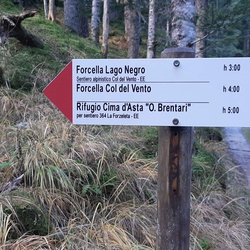 Forcella Lago Negro h 3:00
Sentiero alpinistico Col del Vento - EE
Forcella Col del Vento h 4:00
Rifugio Cima d'Asta "O. Brentari" h 5:00
per sentiero 364 La Forzeleta - EE